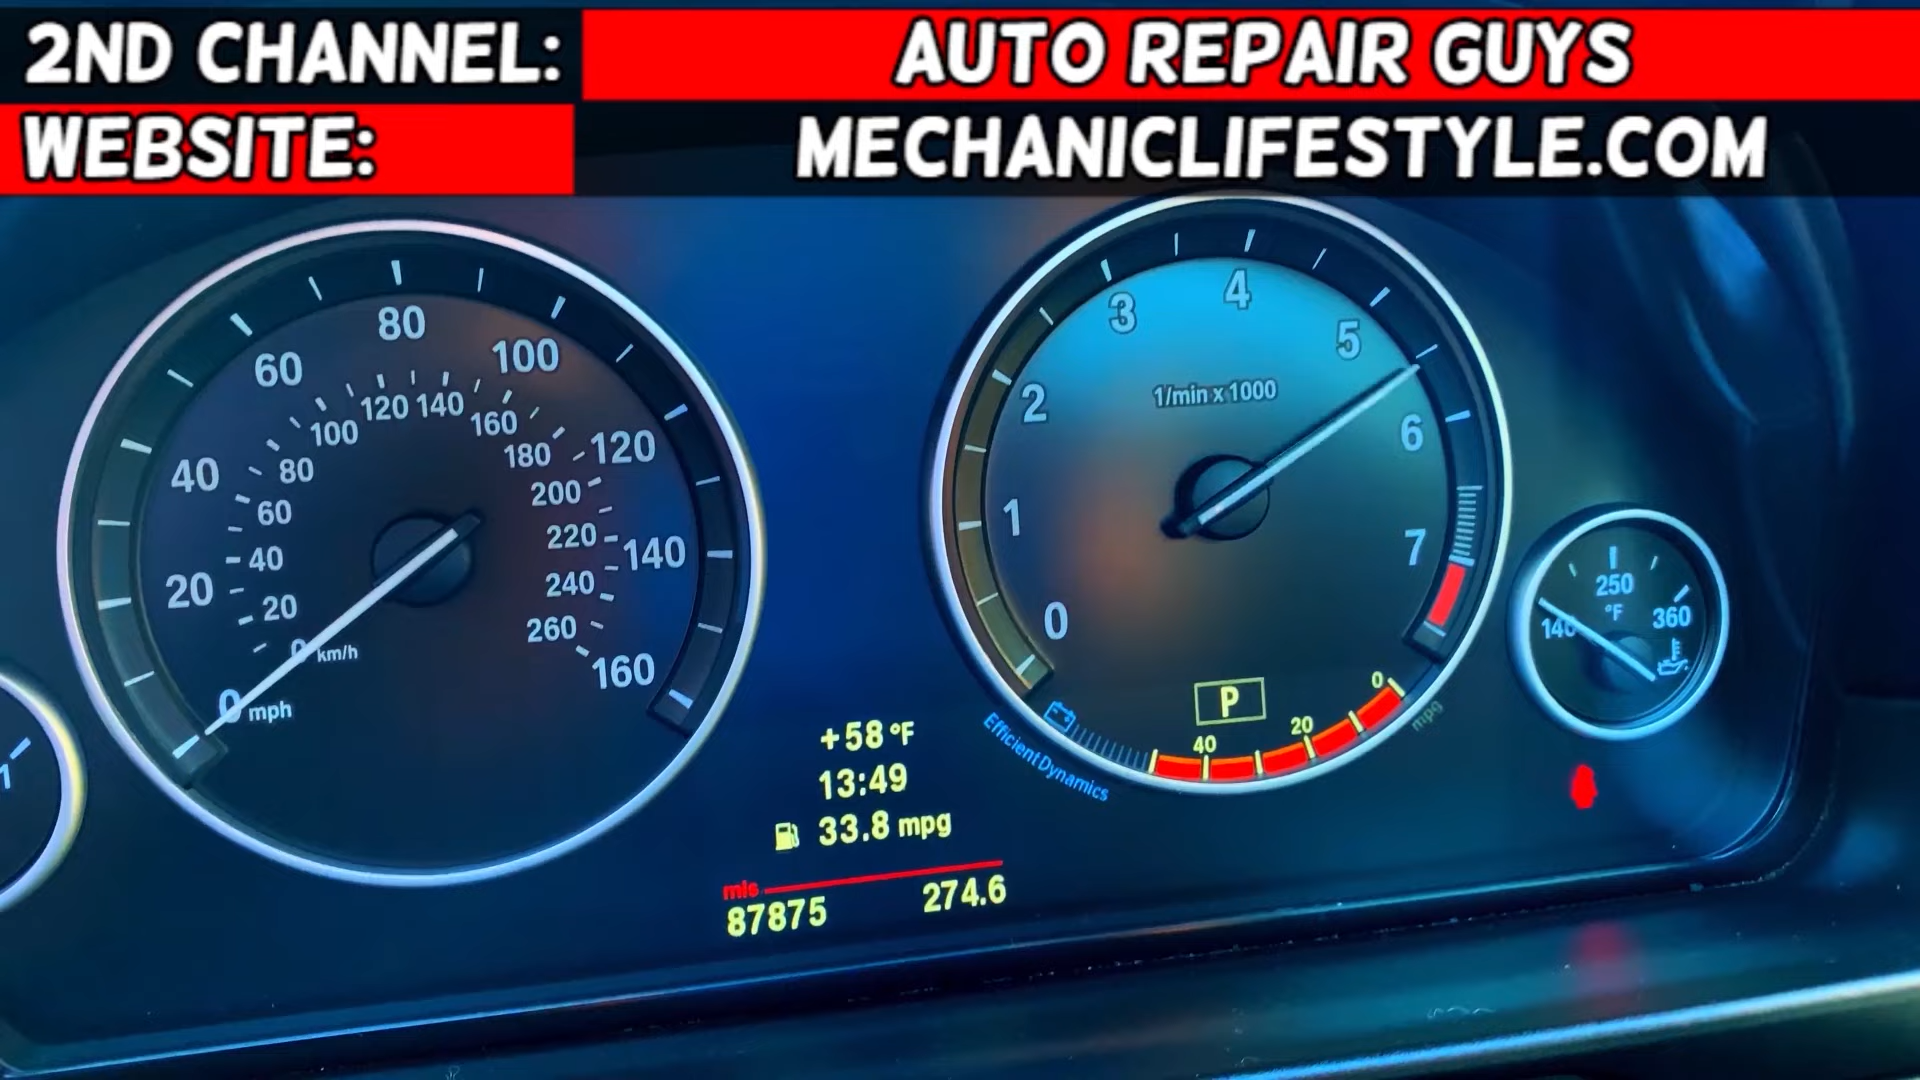 2ND CHANNEL: AUTO REPAIR GUYS
WEBSITE: MECHANICLIFESTYLE.COM
0 20 40 60 80 100 120 140 160
mph
0 20 40 60 80 100 120 140 160 180 200 220 240 260
km/h
0 1 2 3 4 5 6 7
1/min x 1000
P
40 20 0
mpg
EfficientDynamics
140 250 360
°F
1
+58 °F
13:49
33.8 mpg
mls
87875 274.6